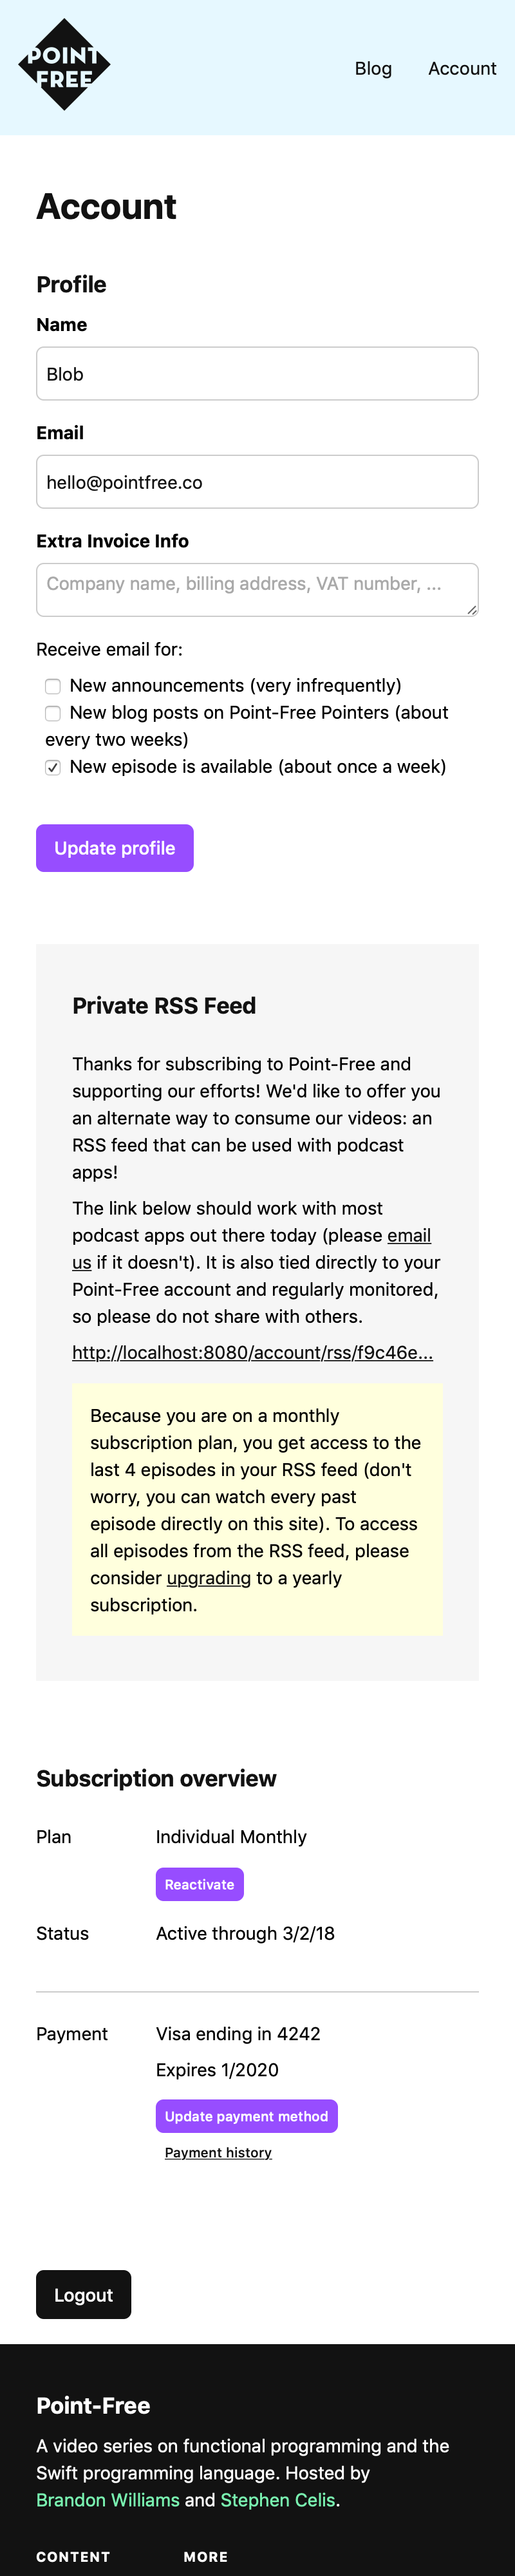 POINT
FREE
Blog
Account
Account
Profile
Name
Blob
Email
hello@pointfree.co
Extra Invoice Info
Company name, billing address, VAT number, ...
Receive email for:
New announcements (very infrequently)
New blog posts on Point-Free Pointers (about
every two weeks)
New episode is available (about once a week)
Update profile
Private RSS Feed
Thanks for subscribing to Point-Free and
supporting our efforts! We'd like to offer you
an alternate way to consume our videos: an
RSS feed that can be used with podcast
apps!
The link below should work with most
podcast apps out there today (please email
us if it doesn't). It is also tied directly to your
Point-Free account and regularly monitored,
so please do not share with others.
http://localhost:8080/account/rss/f9c46e...
Because you are on a monthly
subscription plan, you get access to the
last 4 episodes in your RSS feed (don't
worry, you can watch every past
episode directly on this site). To access
all episodes from the RSS feed, please
consider upgrading to a yearly
subscription.
Subscription overview
Plan
Individual Monthly
Reactivate
Status
Active through 3/2/18
Payment
Visa ending in 4242
Expires 1/2020
Update payment method
Payment history
Logout
Point-Free
A video series on functional programming and the
Swift programming language. Hosted by
Brandon Williams and Stephen Celis.
CONTENT
MORE